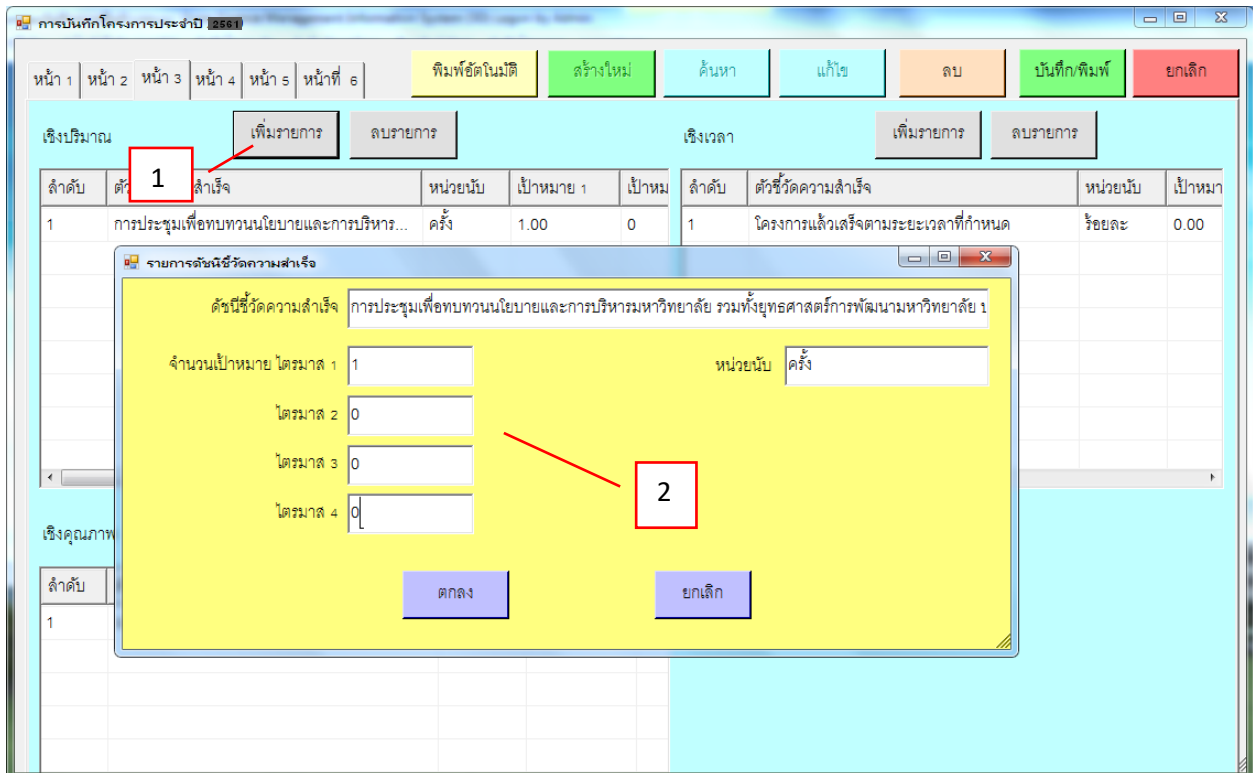 การบันทึกโครงการประจำปี 2561
หน้า 1 หน้า 2 หน้า 3 หน้า 4 หน้า 5 หน้าที่ 6
พิมพ์อัตโนมัติ สร้างใหม่ ค้นหา แก้ไข ลบ บันทึก/พิมพ์ ยกเลิก
เชิงปริมาณ เพิ่มรายการ ลบรายการ
เชิงเวลา เพิ่มรายการ ลบรายการ
1
ลำดับ ตัว สำเร็จ หน่วยนับ เป้าหมาย 1 เป้าหม
1 การประชุมเพื่อทบทวนนโยบายและการบริหาร... ครั้ง 1.00 0
ลำดับ ตัวชี้วัดความสำเร็จ หน่วยนับ เป้าหมา
1 โครงการแล้วเสร็จตามระยะเวลาที่กำหนด ร้อยละ 0.00
รายการดัชนีชี้วัดความสำเร็จ
ดัชนีชี้วัดความสำเร็จ การประชุมเพื่อทบทวนนโยบายและการบริหารมหาวิทยาลัย รวมทั้งยุทธศาสตร์การพัฒนามหาวิทยาลัย
จำนวนเป้าหมาย ไตรมาส 1 1 หน่วยนับ ครั้ง
ไตรมาส 2 0
ไตรมาส 3 0
ไตรมาส 4 0
2
ตกลง ยกเลิก
เชิงคุณภาพ
ลำดับ
1